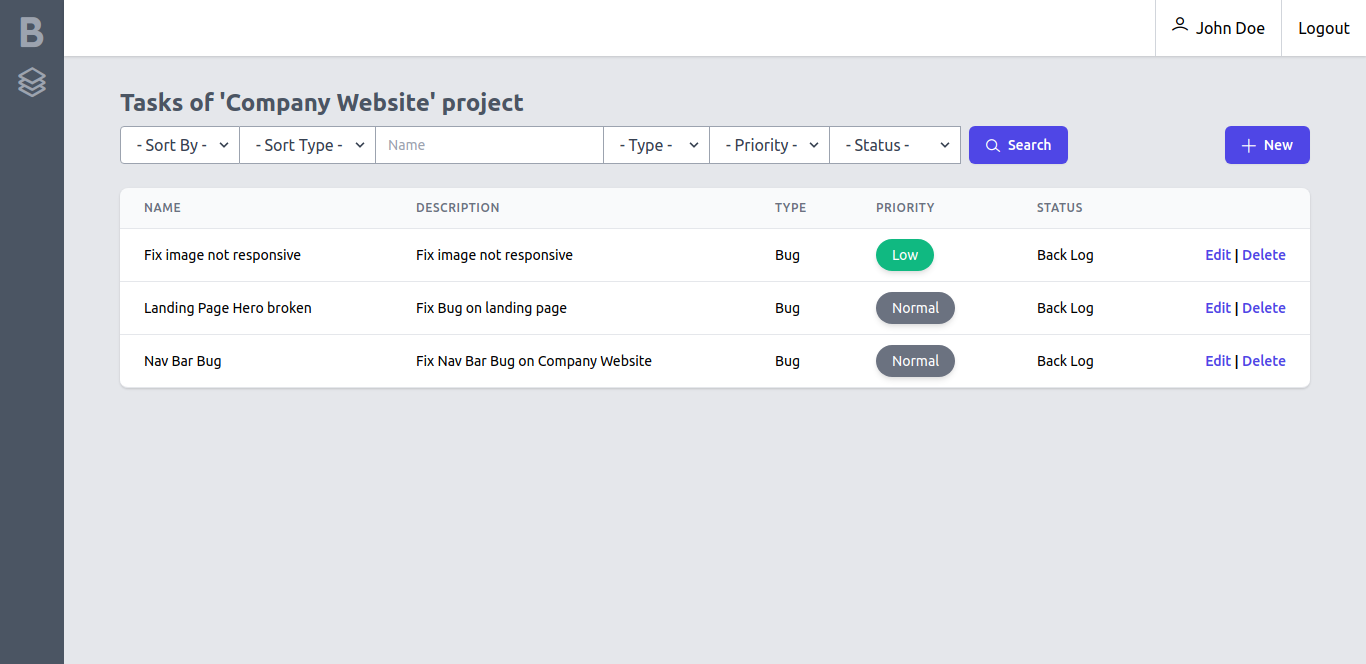 B
John Doe
Logout
Tasks of 'Company Website' project
- Sort By - - Sort Type - Name - Type - - Priority - - Status - Search + New
NAME DESCRIPTION TYPE PRIORITY STATUS
Fix image not responsive Fix image not responsive Bug Low Back Log Edit | Delete
Landing Page Hero broken Fix Bug on landing page Bug Normal Back Log Edit | Delete
Nav Bar Bug Fix Nav Bar Bug on Company Website Bug Normal Back Log Edit | Delete